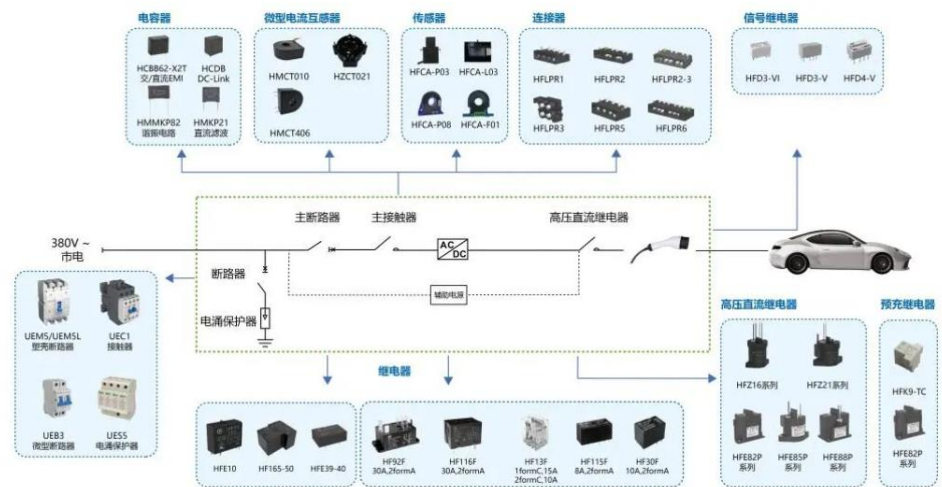 电容器
HCBB62-X2T
交/直流EMI
HCDB
DC-Link
HMMKP82
谐振电路
HMKP21
直流滤波
微型电流互感器
HMCT010
HZCT021
HMCT406
传感器
HFCA-P03
HFCA-L03
HFCA-P08
HFCA-F01
连接器
HFLPR1
HFLPR2
HFLPR2-3
HFLPR3
HFLPR5
HFLPR6
信号继电器
HFD3-VI
HFD3-V
HFD4-V
380V ~
市电
主断路器
主接触器
AC
DC
高压直流继电器
断路器
电涌保护器
辅助电源
UEM5/UEM5L
塑壳断路器
UEC1
接触器
UEB3
微型断路器
UES5
电涌保护器
继电器
HFE10
HF165-50
HFE39-40
HF92F
30A,2formA
HF116F
30A,2formA
HF13F
1formC,15A
2formC,10A
HF115F
8A,2formA
HF30F
10A,2formA
高压直流继电器
HFZ16系列
HFZ21系列
HFE82P
系列
HFE85P
系列
HFE88P
系列
预充继电器
HFK9-TC
HFE82P
系列